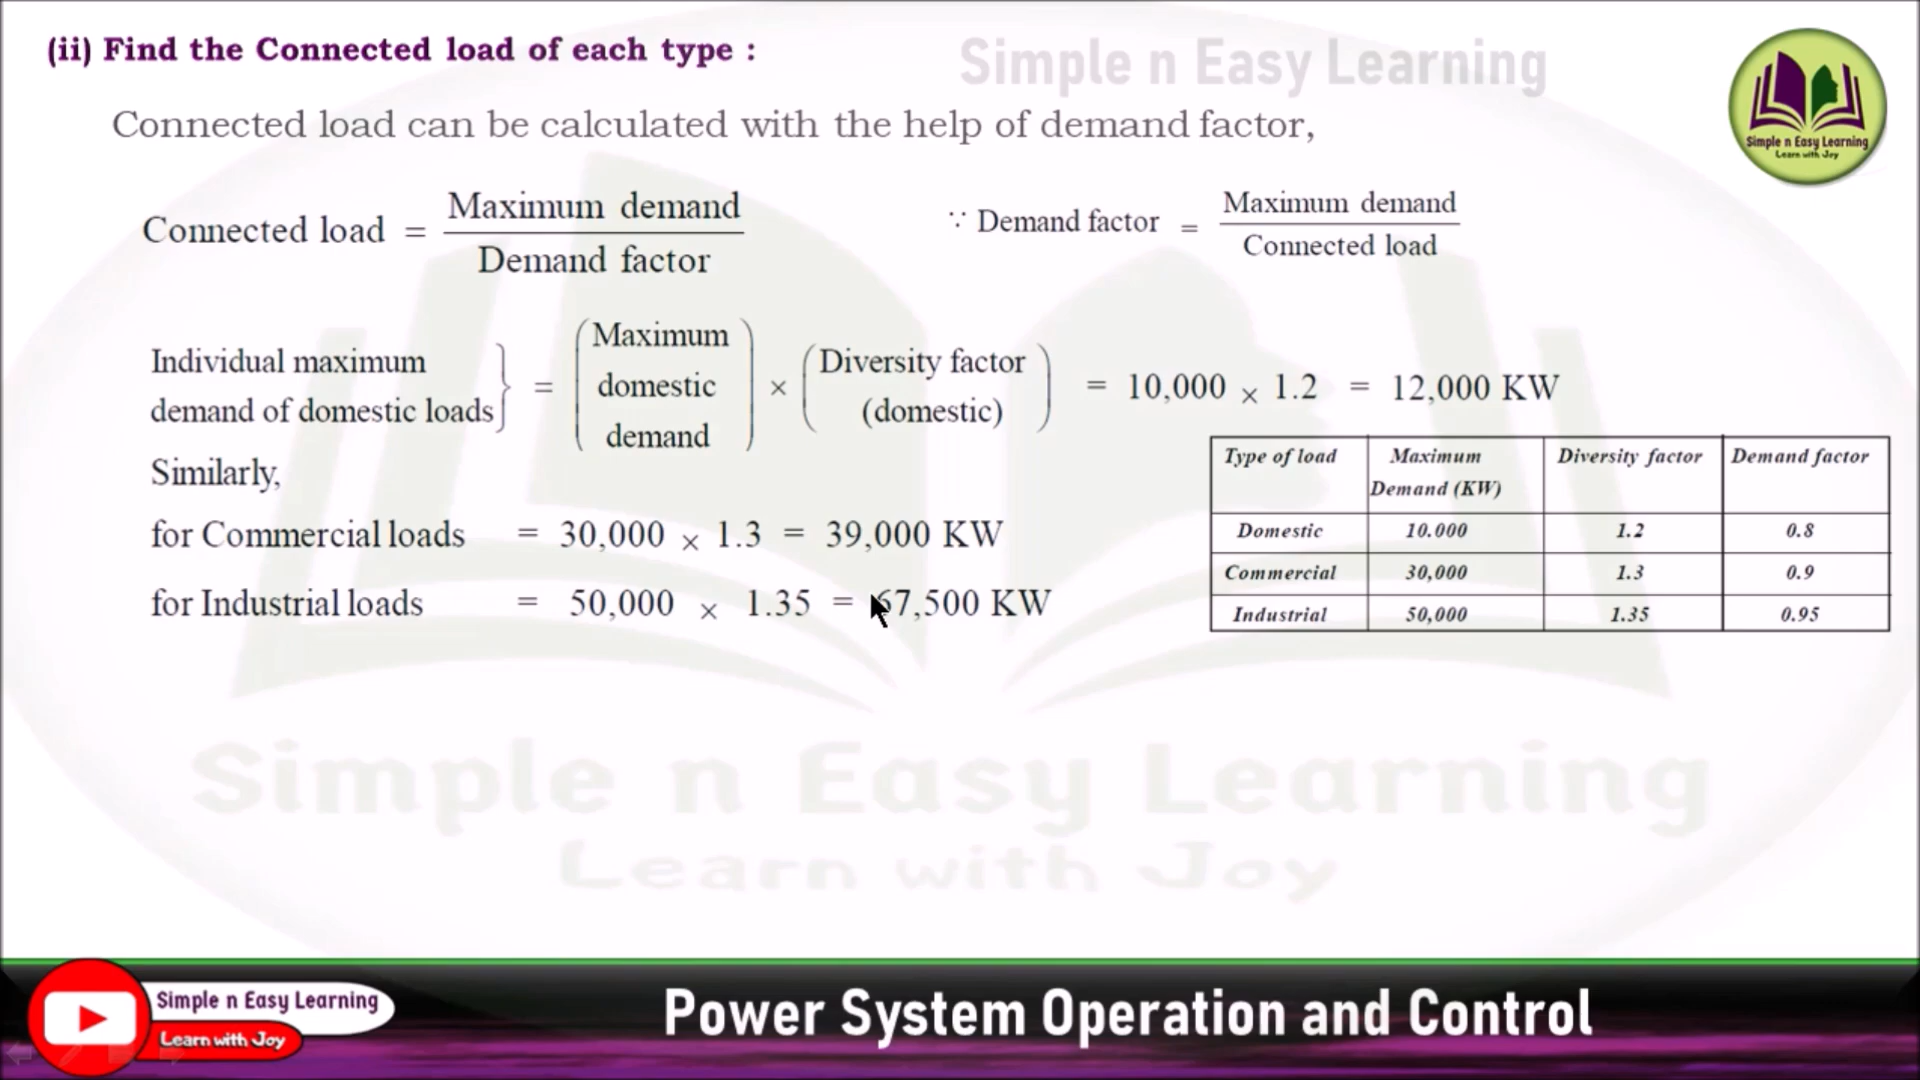 (ii) Find the Connected load of each type :
Simple n Easy Learning
Simple n Easy Learning
Learn with Joy
Connected load can be calculated with the help of demand factor,
Connected load = Maximum demand / Demand factor
∵ Demand factor = Maximum demand / Connected load
Individual maximum demand of domestic loads } = ( Maximum domestic demand ) × ( Diversity factor (domestic) ) = 10,000 × 1.2 = 12,000 KW
Similarly,
for Commercial loads = 30,000 × 1.3 = 39,000 KW
for Industrial loads = 50,000 × 1.35 = 67,500 KW
Type of load Maximum Demand (KW) Diversity factor Demand factor
Domestic 10.000 1.2 0.8
Commercial 30,000 1.3 0.9
Industrial 50,000 1.35 0.95
Simple n Easy Learning
Learn with Joy
Simple n Easy Learning
Learn with Joy
Power System Operation and Control